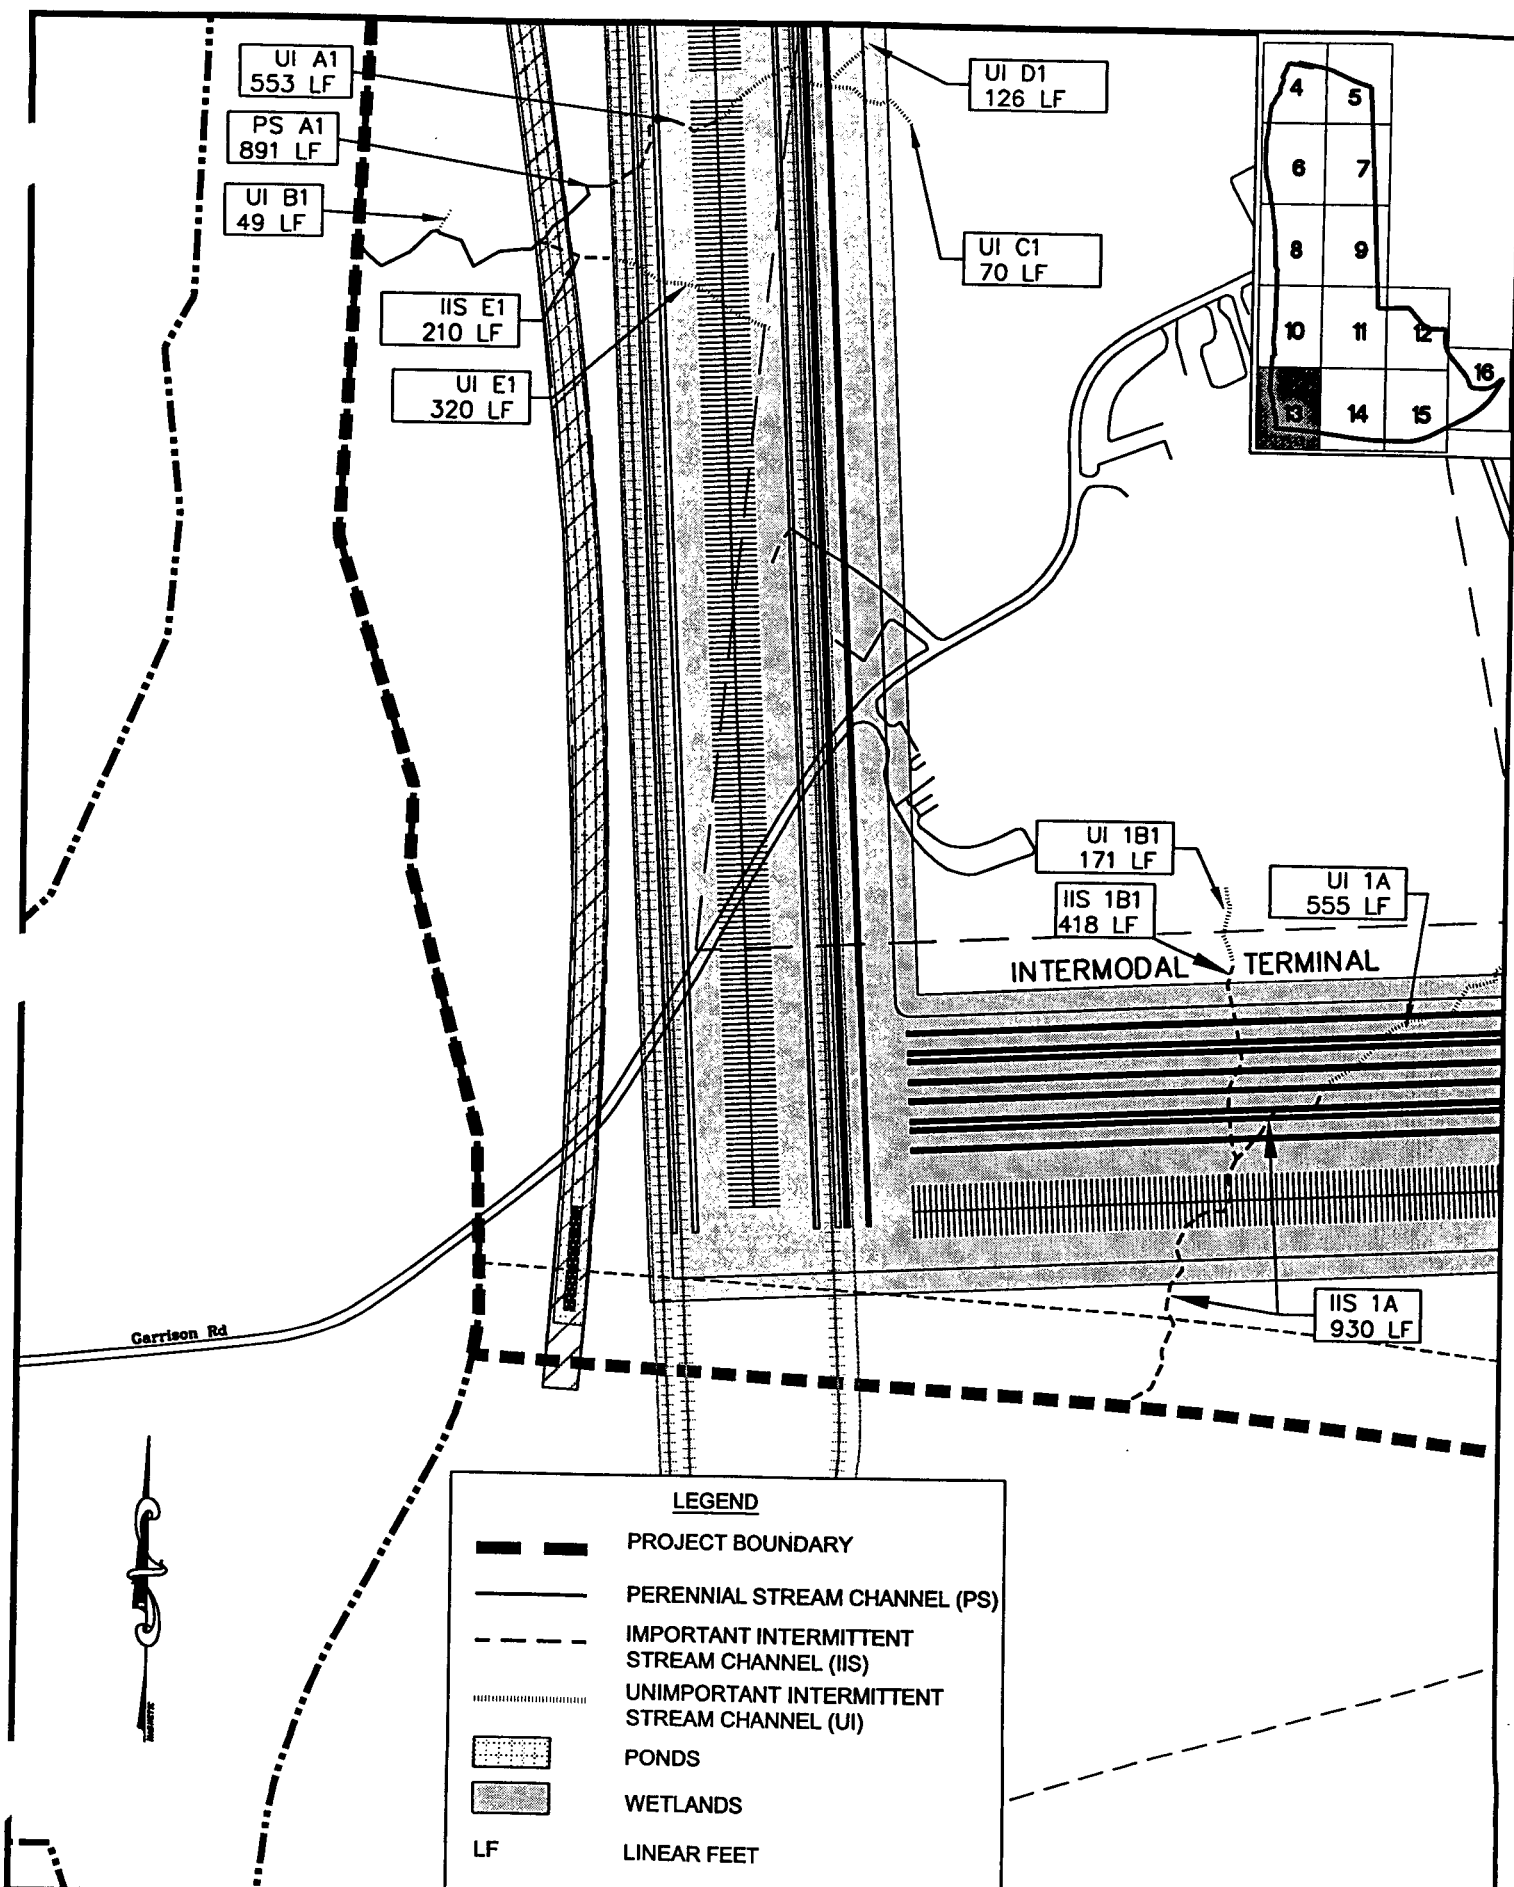 UI A1
553 LF
PS A1
891 LF
UI B1
49 LF
UI D1
126 LF
UI C1
70 LF
IIS E1
210 LF
UI E1
320 LF
4
5
6
7
8
9
10
11
12
13
14
15
16
UI 1B1
171 LF
IIS 1B1
418 LF
UI 1A
555 LF
INTERMODAL TERMINAL
IIS 1A
930 LF
Garrison Rd
MAGNETIC
LEGEND
PROJECT BOUNDARY
PERENNIAL STREAM CHANNEL (PS)
IMPORTANT INTERMITTENT
STREAM CHANNEL (IIS)
UNIMPORTANT INTERMITTENT
STREAM CHANNEL (UI)
PONDS
WETLANDS
LF LINEAR FEET